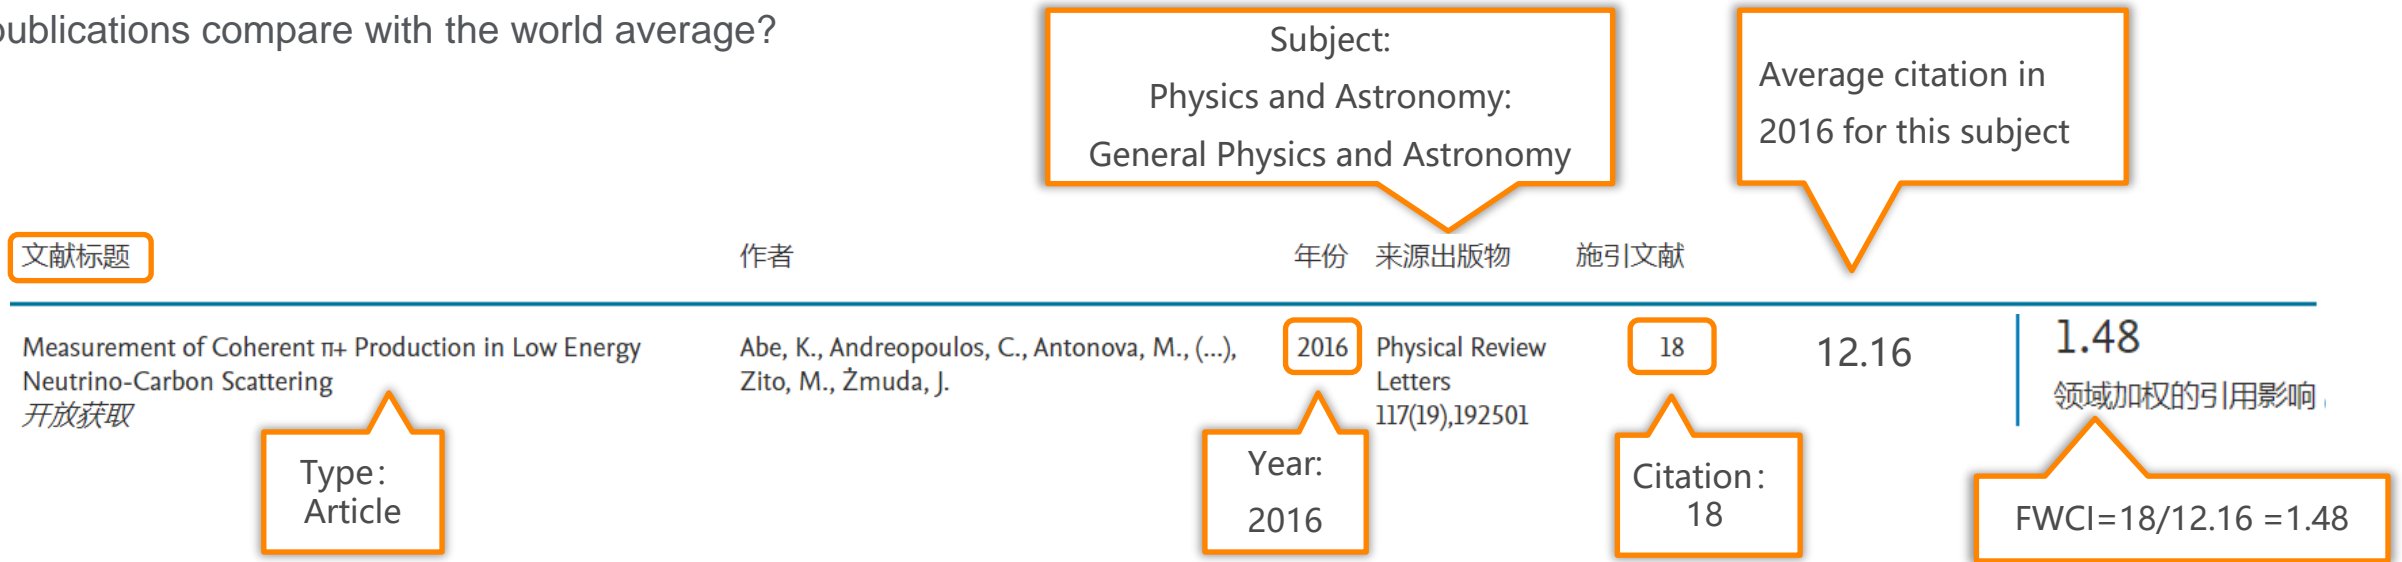 publications compare with the world average?
Subject:
Physics and Astronomy:
General Physics and Astronomy
Average citation in
2016 for this subject
文献标题
作者
年份
来源出版物
施引文献
Measurement of Coherent π+ Production in Low Energy
Neutrino-Carbon Scattering
开放获取
Abe, K., Andreopoulos, C., Antonova, M., (...),
Zito, M., Żmuda, J.
2016
Physical Review
Letters
117(19),192501
18
12.16
1.48
领域加权的引用影响
Type:
Article
Year:
2016
Citation:
18
FWCI=18/12.16 =1.48